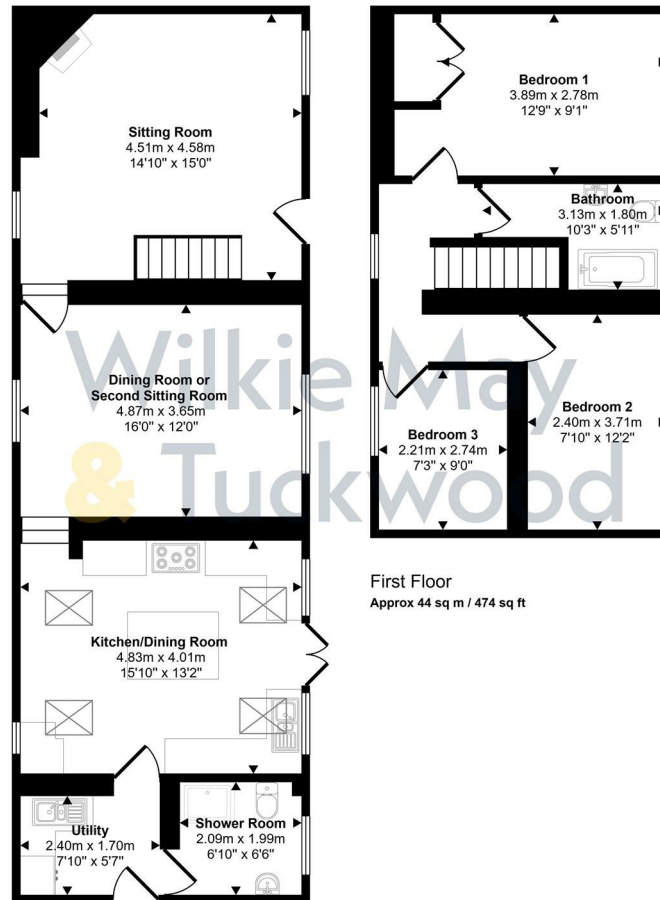 Sitting Room
4.51m x 4.58m
14'10" x 15'0"
Dining Room or
Second Sitting Room
4.87m x 3.65m
16'0" x 12'0"
Kitchen/Dining Room
4.83m x 4.01m
15'10" x 13'2"
Utility
2.40m x 1.70m
7'10" x 5'7"
Shower Room
2.09m x 1.99m
6'10" x 6'6"
Bedroom 1
3.89m x 2.78m
12'9" x 9'1"
Bathroom
3.13m x 1.80m
10'3" x 5'11"
Bedroom 2
2.40m x 3.71m
7'10" x 12'2"
Bedroom 3
2.21m x 2.74m
7'3" x 9'0"
First Floor
Approx 44 sq m / 474 sq ft
Wilkie May
& Tuckwood